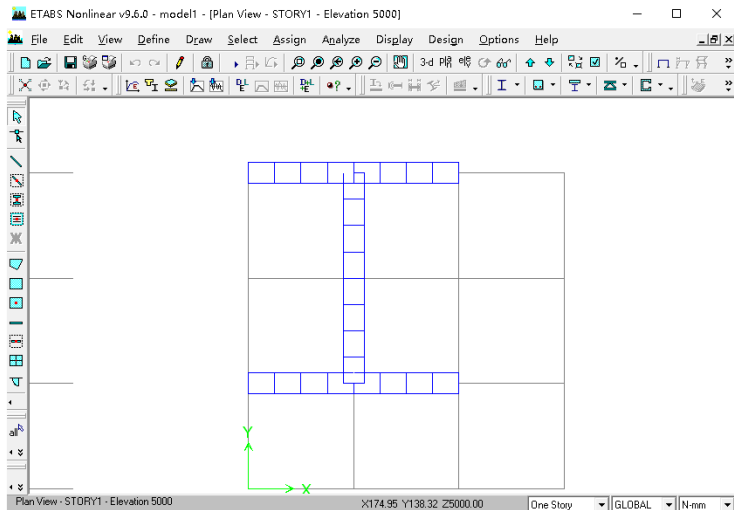 ETABS Nonlinear v9.6.0 - model1 - [Plan View - STORY1 - Elevation 5000]
File Edit View Define Draw Select Assign Analyze Display Design Options Help
3-d
all
Y
X
Plan View - STORY1 - Elevation 5000 X174.95 Y138.32 Z5000.00 One Story GLOBAL N-mm